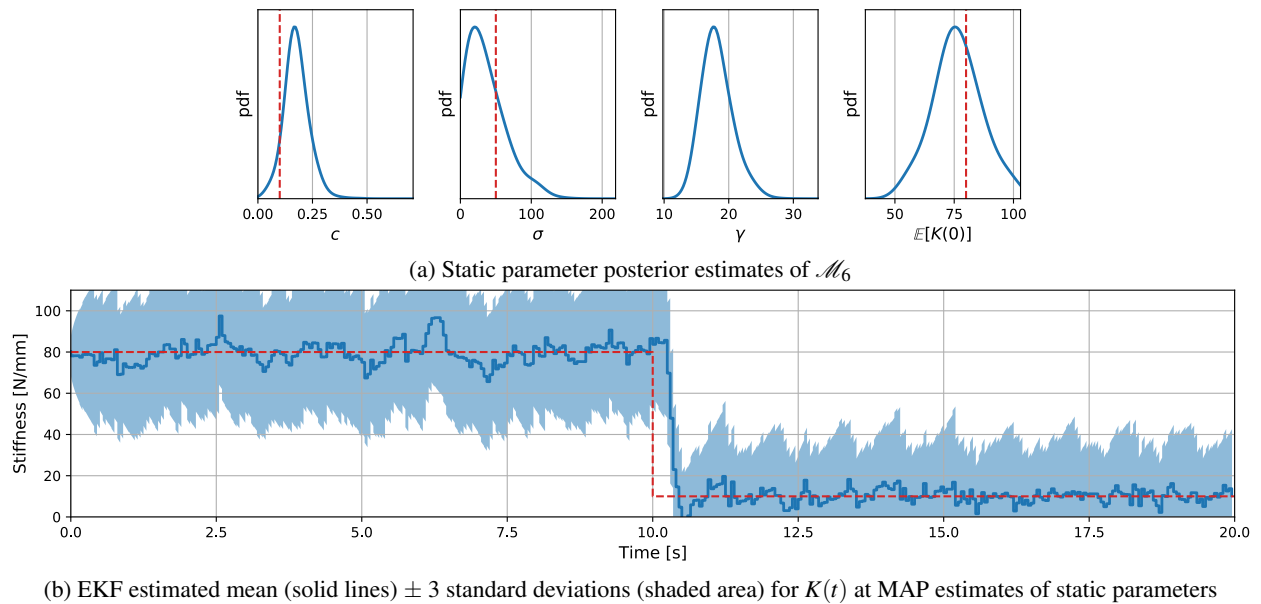 pdf
pdf
pdf
pdf
0.00 0.25 0.50
0 100 200
10 20 30
50 75 100
c
σ
γ
𝔼[K(0)]
(a) Static parameter posterior estimates of ℳ₆
Stiffness [N/mm]
100
80
60
40
20
0
0.0 2.5 5.0 7.5 10.0 12.5 15.0 17.5 20.0
Time [s]
(b) EKF estimated mean (solid lines) ± 3 standard deviations (shaded area) for K(t) at MAP estimates of static parameters